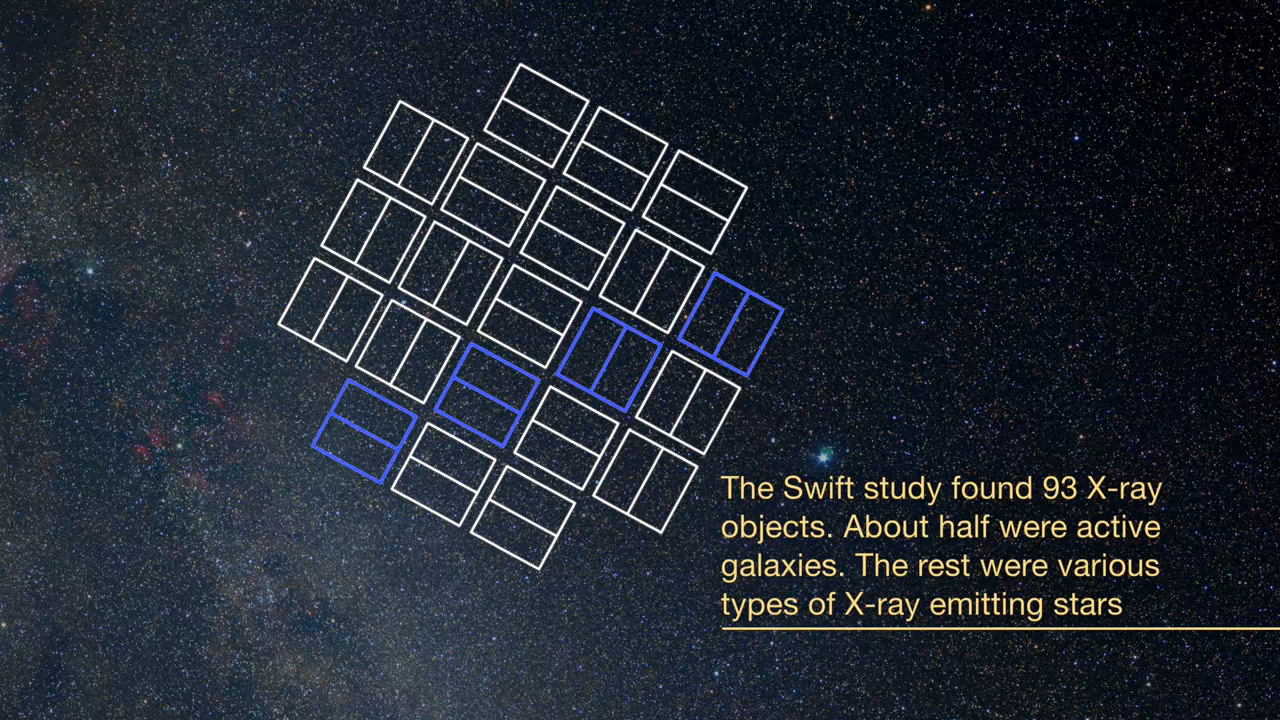 The Swift study found 93 X-ray
objects. About half were active
galaxies. The rest were various
types of X-ray emitting stars